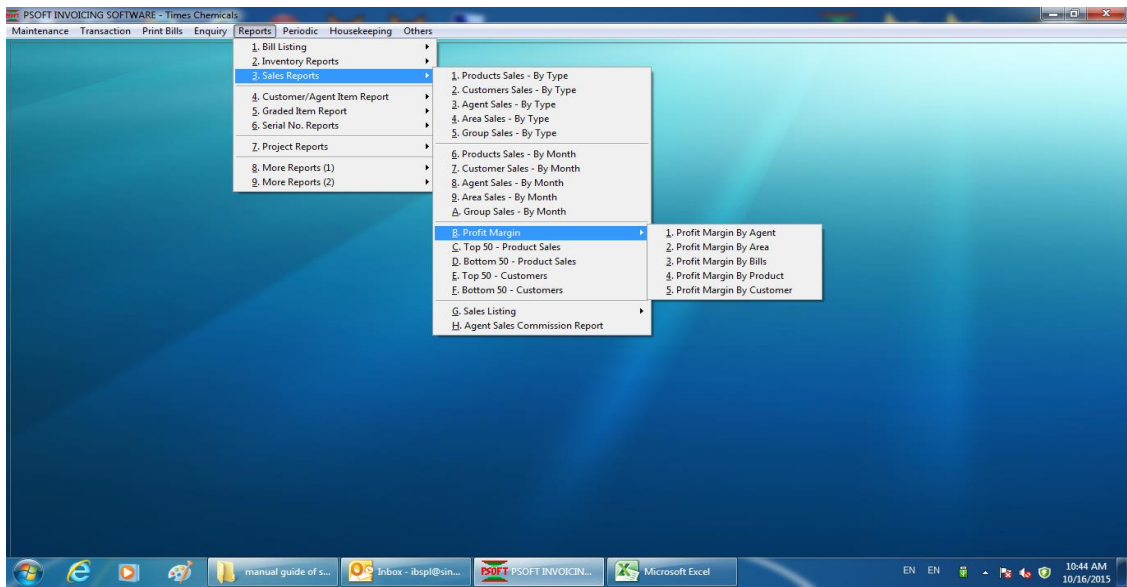 PSOFT INVOICING SOFTWARE - Times Chemicals
Maintenance Transaction Print Bills Enquiry Reports Periodic Housekeeping Others
1. Bill Listing
2. Inventory Reports
3. Sales Reports
4. Customer/Agent Item Report
5. Graded Item Report
6. Serial No. Reports
7. Project Reports
8. More Reports (1)
9. More Reports (2)
1. Products Sales - By Type
2. Customers Sales - By Type
3. Agent Sales - By Type
4. Area Sales - By Type
5. Group Sales - By Type
6. Products Sales - By Month
7. Customer Sales - By Month
8. Agent Sales - By Month
9. Area Sales - By Month
A. Group Sales - By Month
B. Profit Margin
C. Top 50 - Product Sales
D. Bottom 50 - Product Sales
E. Top 50 - Customers
F. Bottom 50 - Customers
G. Sales Listing
H. Agent Sales Commission Report
1. Profit Margin By Agent
2. Profit Margin By Area
3. Profit Margin By Bills
4. Profit Margin By Product
5. Profit Margin By Customer
manual guide of s... Inbox - ibspl@sin... PSOFT PSOFT INVOICIN... Microsoft Excel EN EN 10:44 AM
10/16/2015